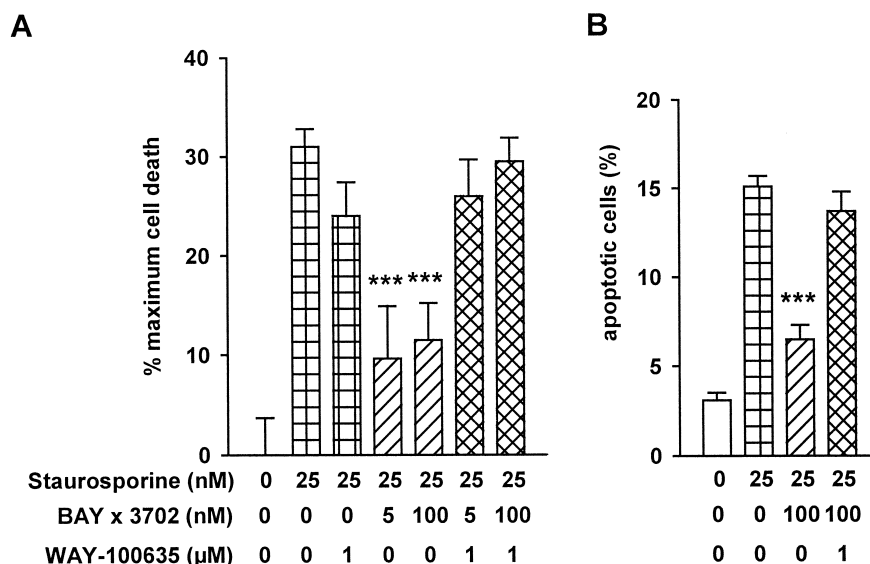 A
% maximum cell death
40
30
20
10
0
*** ***
Staurosporine (nM) 0 25 25 25 25 25 25
BAY x 3702 (nM) 0 0 0 5 100 5 100
WAY-100635 (µM) 0 0 1 0 0 1 1
B
apoptotic cells (%)
20
15
10
5
0
***
0 25 25 25
0 0 100 100
0 0 0 1